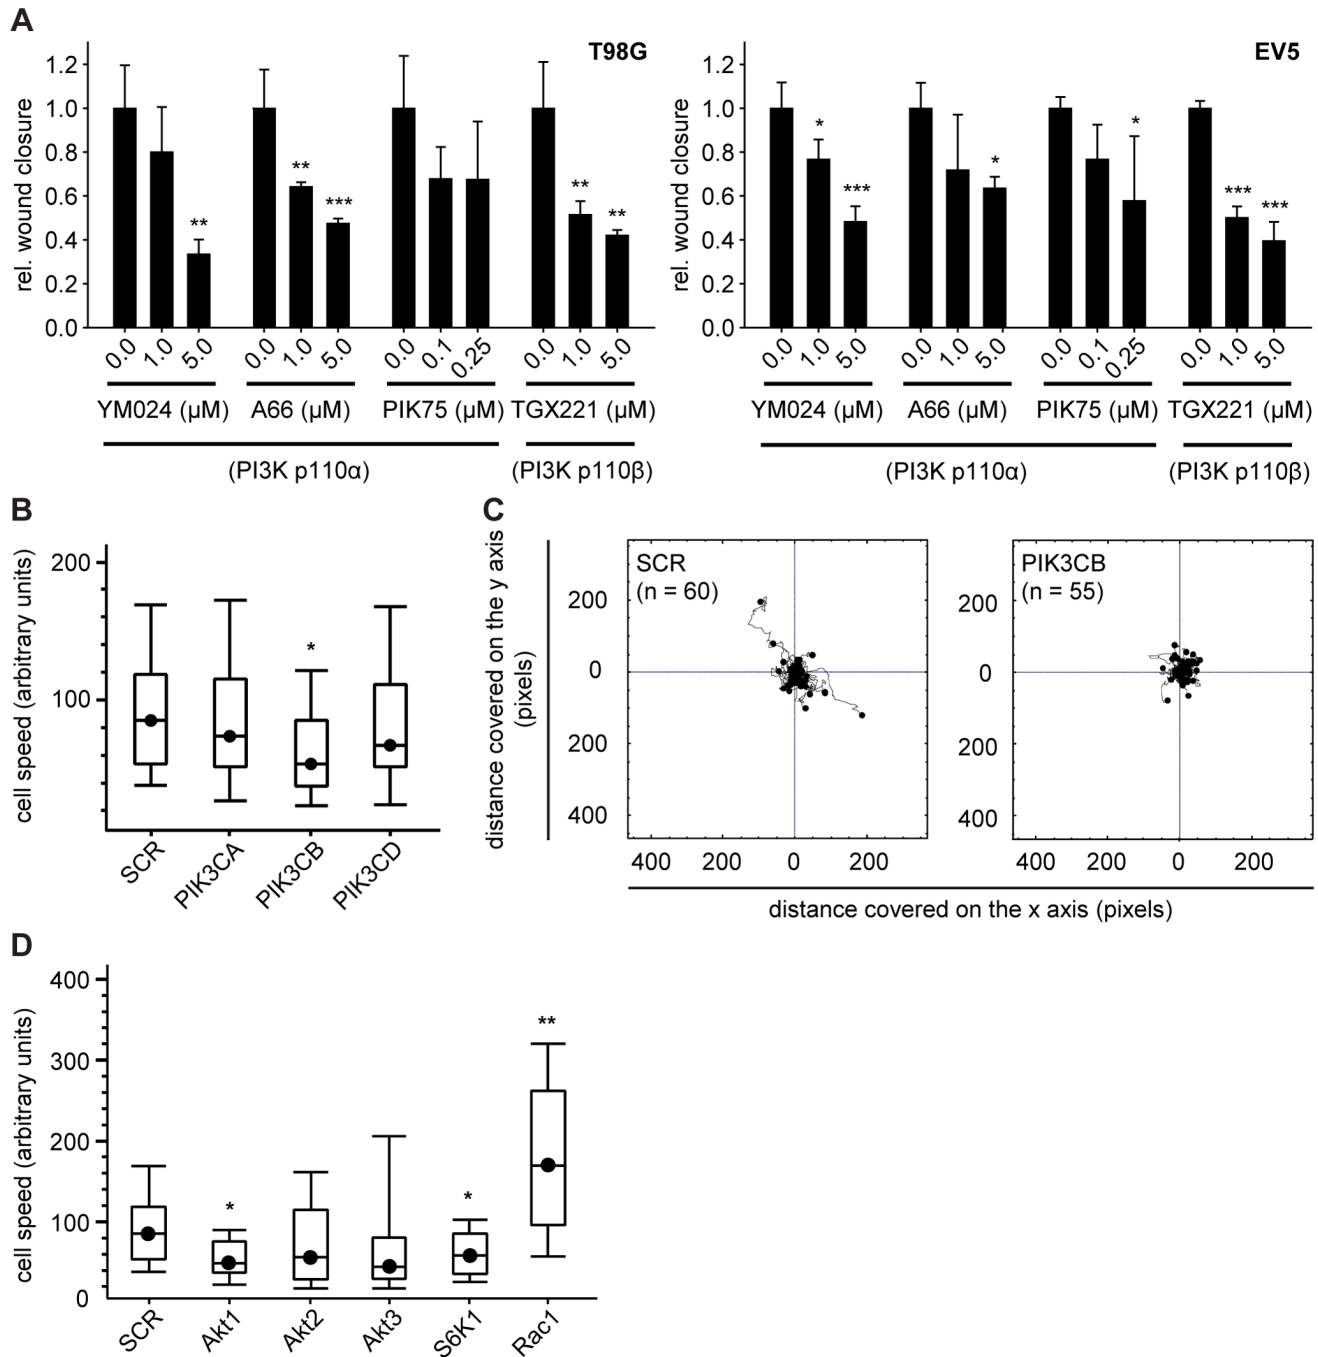 A
T98G
rel. wound closure
1.2
1.0
0.8
0.6
0.4
0.2
0.0
** ** *** ** **
0.0 1.0 5.0 0.0 1.0 5.0 0.0 0.1 0.25 0.0 1.0 5.0
YM024 (µM) A66 (µM) PIK75 (µM) TGX221 (µM)
(PI3K p110α) (PI3K p110β)
EV5
rel. wound closure
1.2
1.0
0.8
0.6
0.4
0.2
0.0
* *** * * *** ***
0.0 1.0 5.0 0.0 1.0 5.0 0.0 0.1 0.25 0.0 1.0 5.0
YM024 (µM) A66 (µM) PIK75 (µM) TGX221 (µM)
(PI3K p110α) (PI3K p110β)
B
cell speed (arbitrary units)
200
100
*
SCR PIK3CA PIK3CB PIK3CD
C
distance covered on the y axis
(pixels)
SCR
(n = 60)
200
0
200
400
400 200 0 200
PIK3CB
(n = 55)
200
0
200
400
400 200 0 200
distance covered on the x axis (pixels)
D
cell speed (arbitrary units)
400
300
200
100
0
* * **
SCR Akt1 Akt2 Akt3 S6K1 Rac1